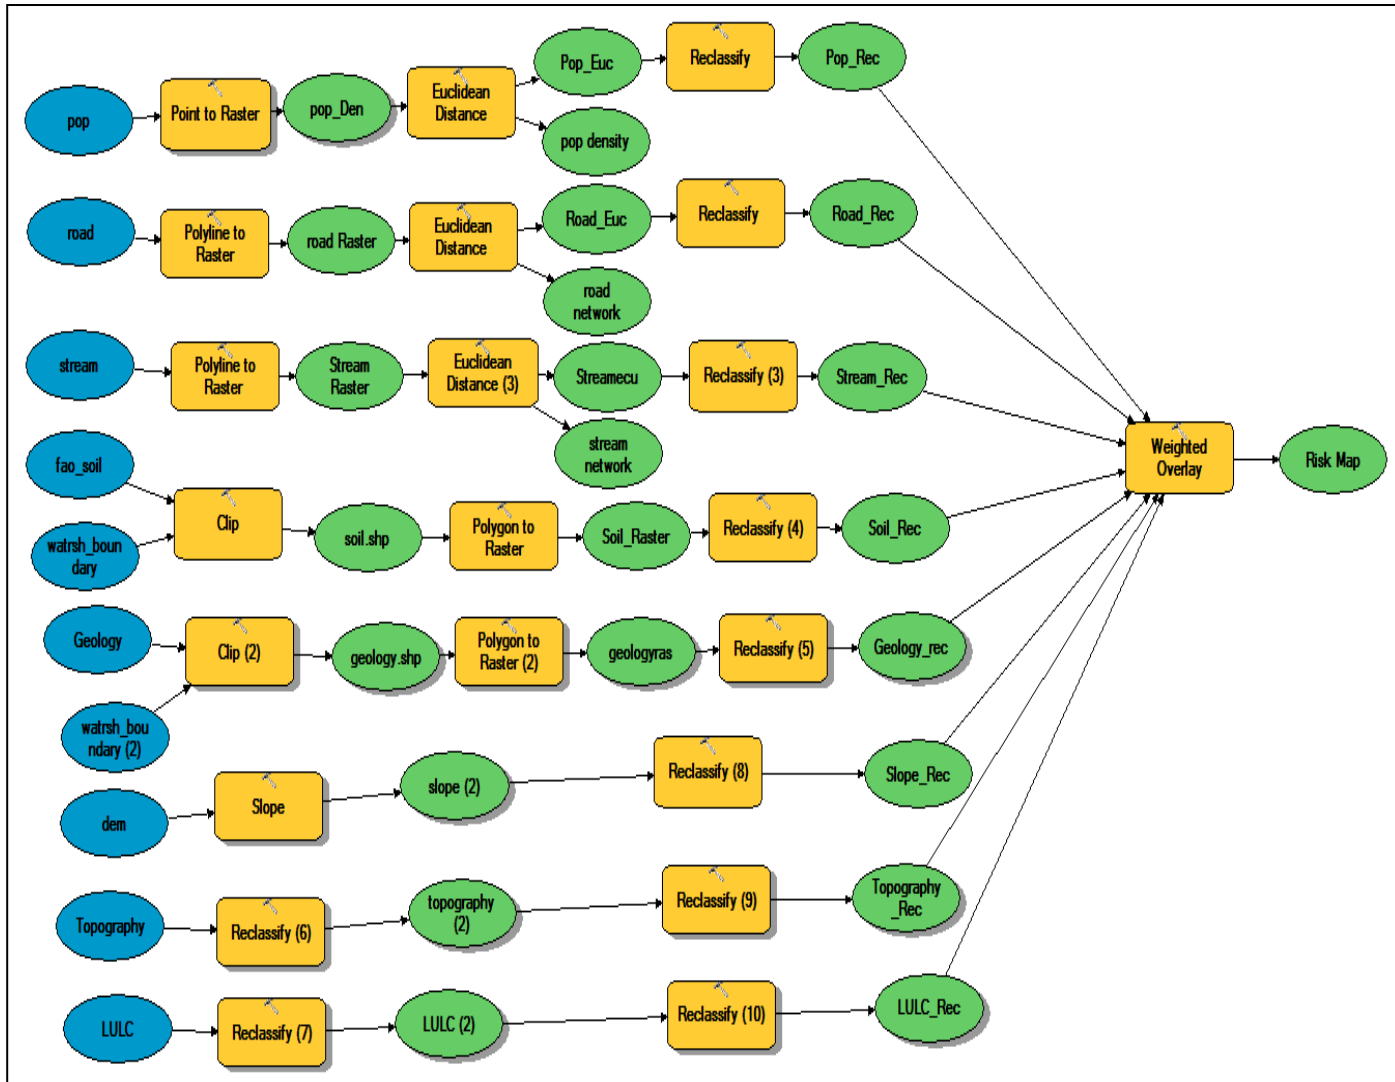 pop
Point to Raster
pop_Den
Euclidean
Distance
Pop_Euc
pop density
Reclassify
Pop_Rec
road
Polyline to
Raster
road Raster
Euclidean
Distance
Road_Euc
road
network
Reclassify
Road_Rec
stream
Polyline to
Raster
Stream
Raster
Euclidean
Distance (3)
Streamecu
stream
network
Reclassify (3)
Stream_Rec
fao_soil
watrsh_boun
dary
Clip
soil.shp
Polygon to
Raster
Soil_Raster
Reclassify (4)
Soil_Rec
Geology
watrsh_bou
ndary (2)
Clip (2)
geology.shp
Polygon to
Raster (2)
geologyras
Reclassify (5)
Geology_rec
dem
Slope
slope (2)
Reclassify (8)
Slope_Rec
Topography
Reclassify (6)
topography
(2)
Reclassify (9)
Topography
_Rec
LULC
Reclassify (7)
LULC (2)
Reclassify (10)
LULC_Rec
Weighted
Overlay
Risk Map